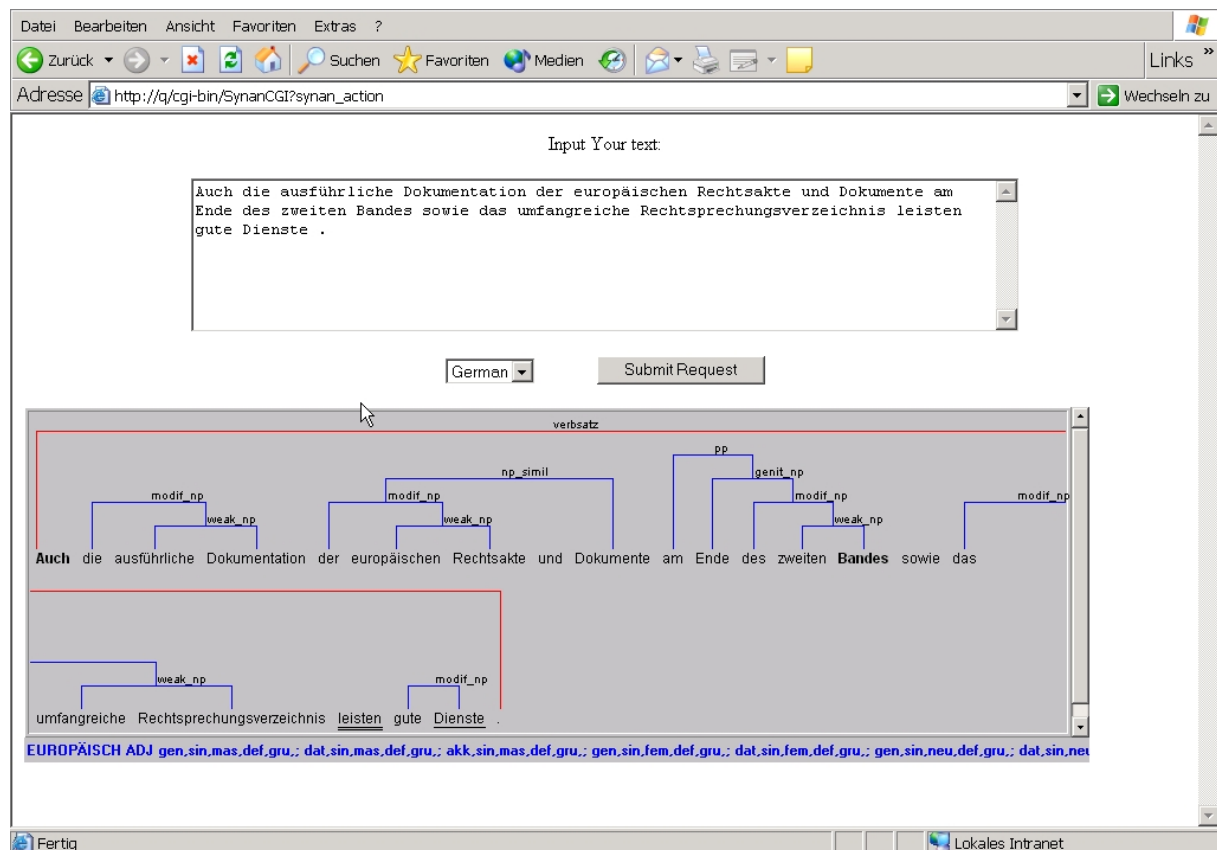 Datei Bearbeiten Ansicht Favoriten Extras ?
Zurück Suchen Favoriten Medien Links »
Adresse http://q/cgi-bin/SynanCGI?synan_action Wechseln zu
Input Your text:
Auch die ausführliche Dokumentation der europäischen Rechtsakte und Dokumente am
Ende des zweiten Bandes sowie das umfangreiche Rechtsprechungsverzeichnis leisten
gute Dienste .
German Submit Request
verbsatz
pp
np_simil genit_np
modif_np modif_np modif_np modif_np
weak_np weak_np weak_np
Auch die ausführliche Dokumentation der europäischen Rechtsakte und Dokumente am Ende des zweiten Bandes sowie das
weak_np modif_np
umfangreiche Rechtsprechungsverzeichnis leisten gute Dienste .
EUROPÄISCH ADJ gen,sin,mas,def,gru,; dat,sin,mas,def,gru,; akk,sin,mas,def,gru,; gen,sin,fem,def,gru,; dat,sin,fem,def,gru,; gen,sin,neu,def,gru,; dat,sin,neu
Fertig Lokales Intranet